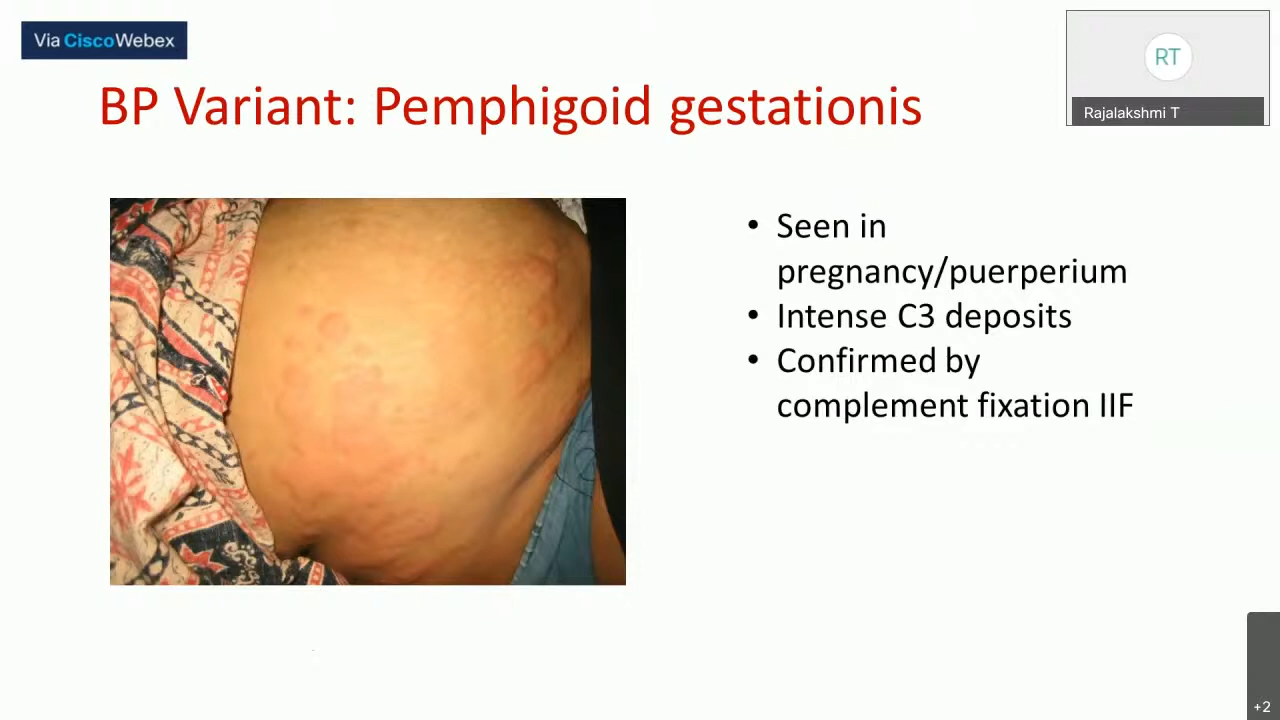 Via CiscoWebex
RT
Rajalakshmi T
BP Variant: Pemphigoid gestationis
• Seen in
pregnancy/puerperium
• Intense C3 deposits
• Confirmed by
complement fixation IIF
+2